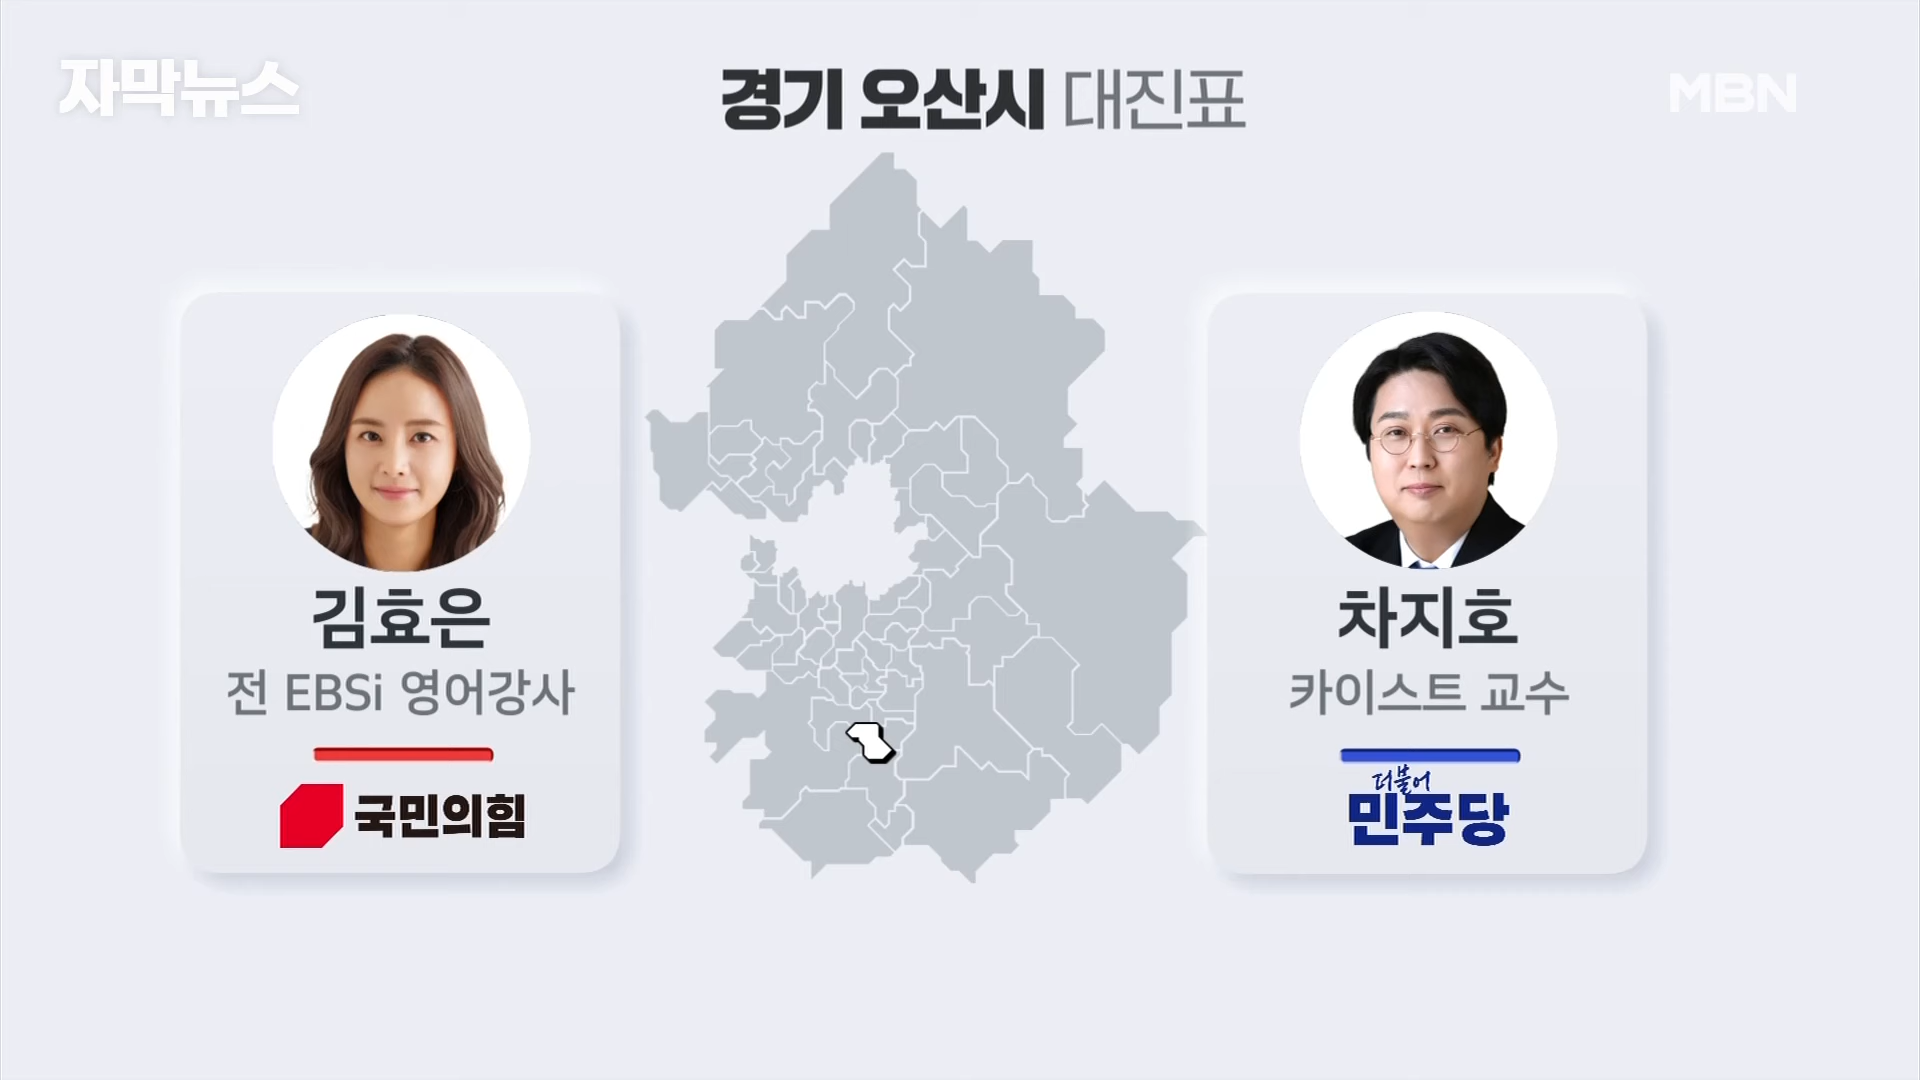 자막뉴스
경기 오산시 대진표
MBN
김효은
전 EBSi 영어강사
국민의힘
차지호
카이스트 교수
더불어
민주당